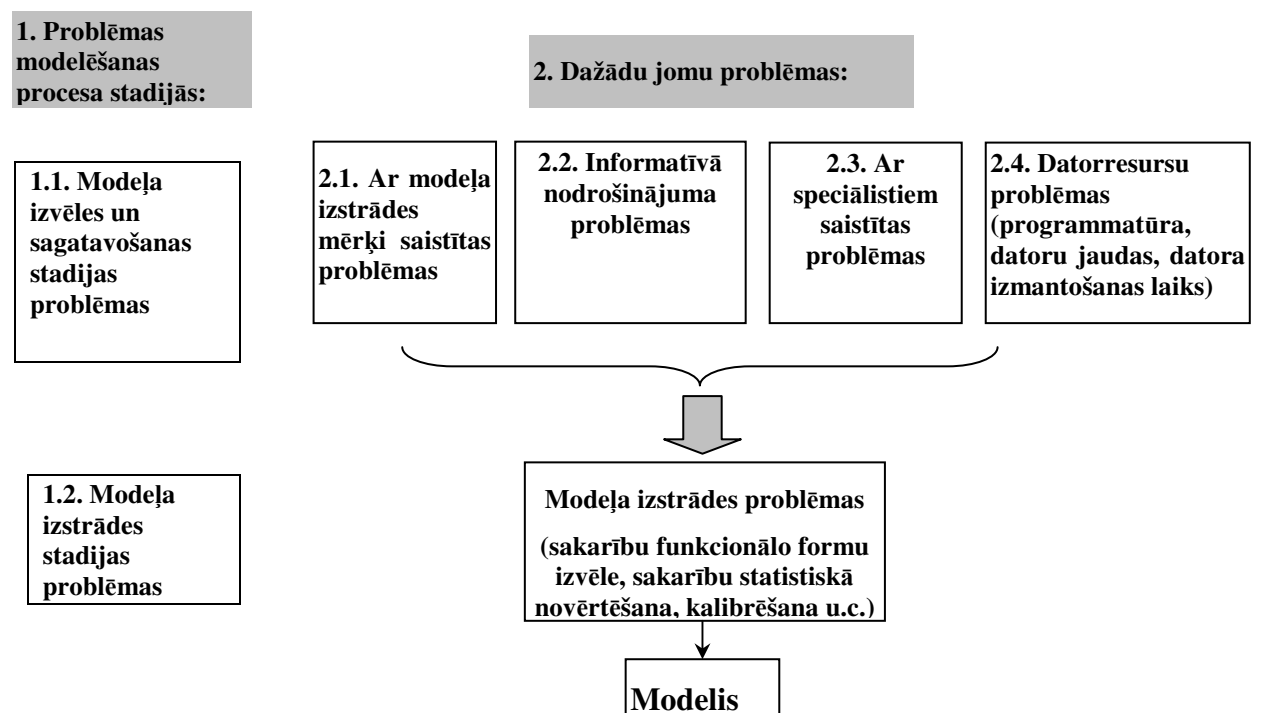 1. Problēmas
modelēšanas
procesa stadijās:
2. Dažādu jomu problēmas:
1.1. Modeļa
izvēles un
sagatavošanas
stadijas
problēmas
2.1. Ar modeļa
izstrādes
mērķi saistītas
problēmas
2.2. Informatīvā
nodrošinājuma
problēmas
2.3. Ar
speciālistiem
saistītas
problēmas
2.4. Datorresursu
problēmas
(programmatūra,
datoru jaudas, datora
izmantošanas laiks)
1.2. Modeļa
izstrādes
stadijas
problēmas
Modeļa izstrādes problēmas
(sakarību funkcionālo formu
izvēle, sakarību statistiskā
novērtēšana, kalibrēšana u.c.)
Modelis